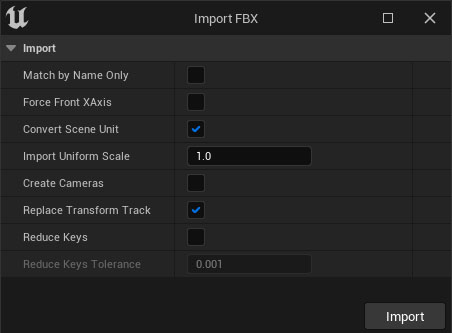 Import FBX
Import
Match by Name Only
Force Front XAxis
Convert Scene Unit
Import Uniform Scale 1.0
Create Cameras
Replace Transform Track
Reduce Keys
Reduce Keys Tolerance 0.001
Import